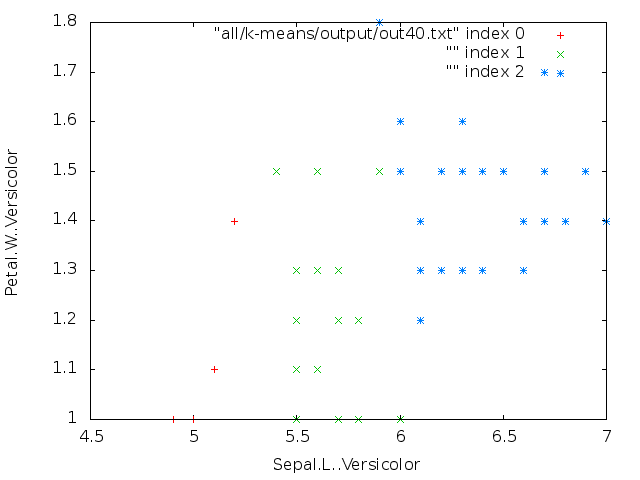 1.8
1.7
1.6
1.5
1.4
1.3
1.2
1.1
1
4.5 5 5.5 6 6.5 7
Petal.W..Versicolor
Sepal.L..Versicolor
"all/k-means/output/out40.txt" index 0
"" index 1
"" index 2